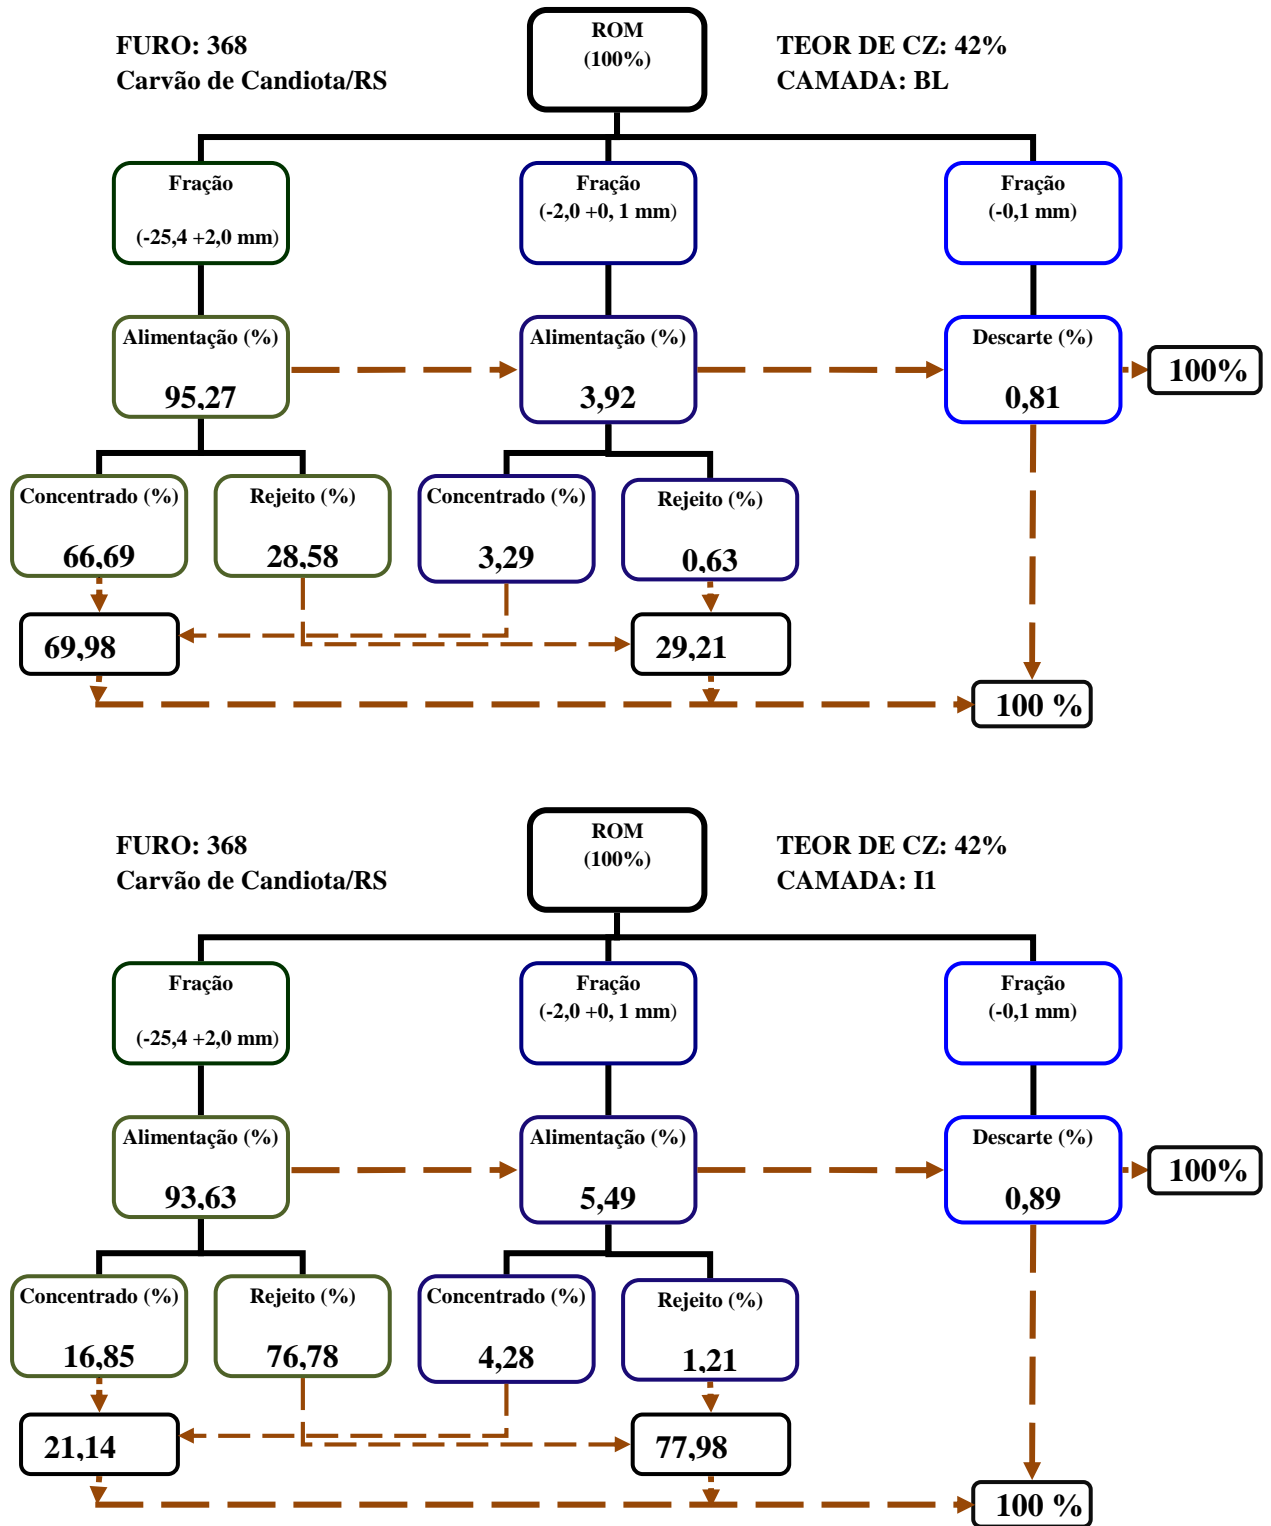 FURO: 368
Carvão de Candiota/RS
ROM
(100%)
TEOR DE CZ: 42%
CAMADA: BL
Fração
(-25,4 +2,0 mm)
Fração
(-2,0 +0, 1 mm)
Fração
(-0,1 mm)
Alimentação (%)
95,27
Alimentação (%)
3,92
Descarte (%)
0,81
100%
Concentrado (%)
66,69
Rejeito (%)
28,58
Concentrado (%)
3,29
Rejeito (%)
0,63
69,98
29,21
100 %
FURO: 368
Carvão de Candiota/RS
ROM
(100%)
TEOR DE CZ: 42%
CAMADA: I1
Fração
(-25,4 +2,0 mm)
Fração
(-2,0 +0, 1 mm)
Fração
(-0,1 mm)
Alimentação (%)
93,63
Alimentação (%)
5,49
Descarte (%)
0,89
100%
Concentrado (%)
16,85
Rejeito (%)
76,78
Concentrado (%)
4,28
Rejeito (%)
1,21
21,14
77,98
100 %